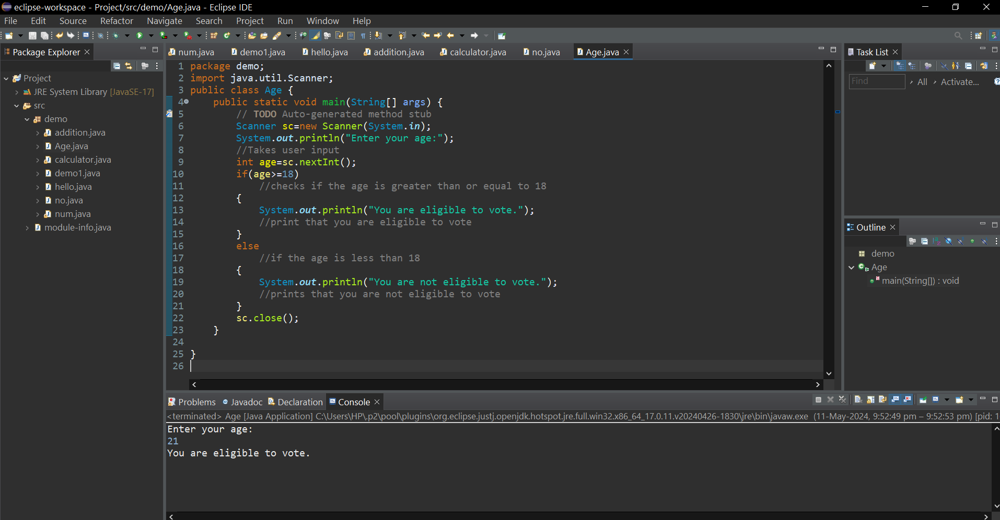 eclipse-workspace - Project/src/demo/Age.java - Eclipse IDE
File Edit Source Refactor Navigate Search Project Run Window Help
Package Explorer
Project
JRE System Library [JavaSE-17]
src
demo
addition.java
Age.java
calculator.java
demo1.java
hello.java
no.java
num.java
module-info.java
num.java demo1.java hello.java addition.java calculator.java no.java Age.java
1 package demo;
2 import java.util.Scanner;
3 public class Age {
4 public static void main(String[] args) {
5 // TODO Auto-generated method stub
6 Scanner sc=new Scanner(System.in);
7 System.out.println("Enter your age:");
8 //Takes user input
9 int age=sc.nextInt();
10 if(age>=18)
11 //checks if the age is greater than or equal to 18
12 {
13 System.out.println("You are eligible to vote.");
14 //print that you are eligible to vote
15 }
16 else
17 //if the age is less than 18
18 {
19 System.out.println("You are not eligible to vote.");
20 //prints that you are not eligible to vote
21 }
22 sc.close();
23 }
24
25 }
26
Task List
Find All Activate...
Outline
demo
Age
main(String[]) : void
Problems Javadoc Declaration Console
<terminated> Age [Java Application] C:\Users\HP\.p2\pool\plugins\org.eclipse.justj.openjdk.hotspot.jre.full.win32.x86_64_17.0.11.v20240426-1830\jre\bin\javaw.exe (11-May-2024, 9:52:49 pm – 9:52:53 pm) [pid: 1
Enter your age:
21
You are eligible to vote.